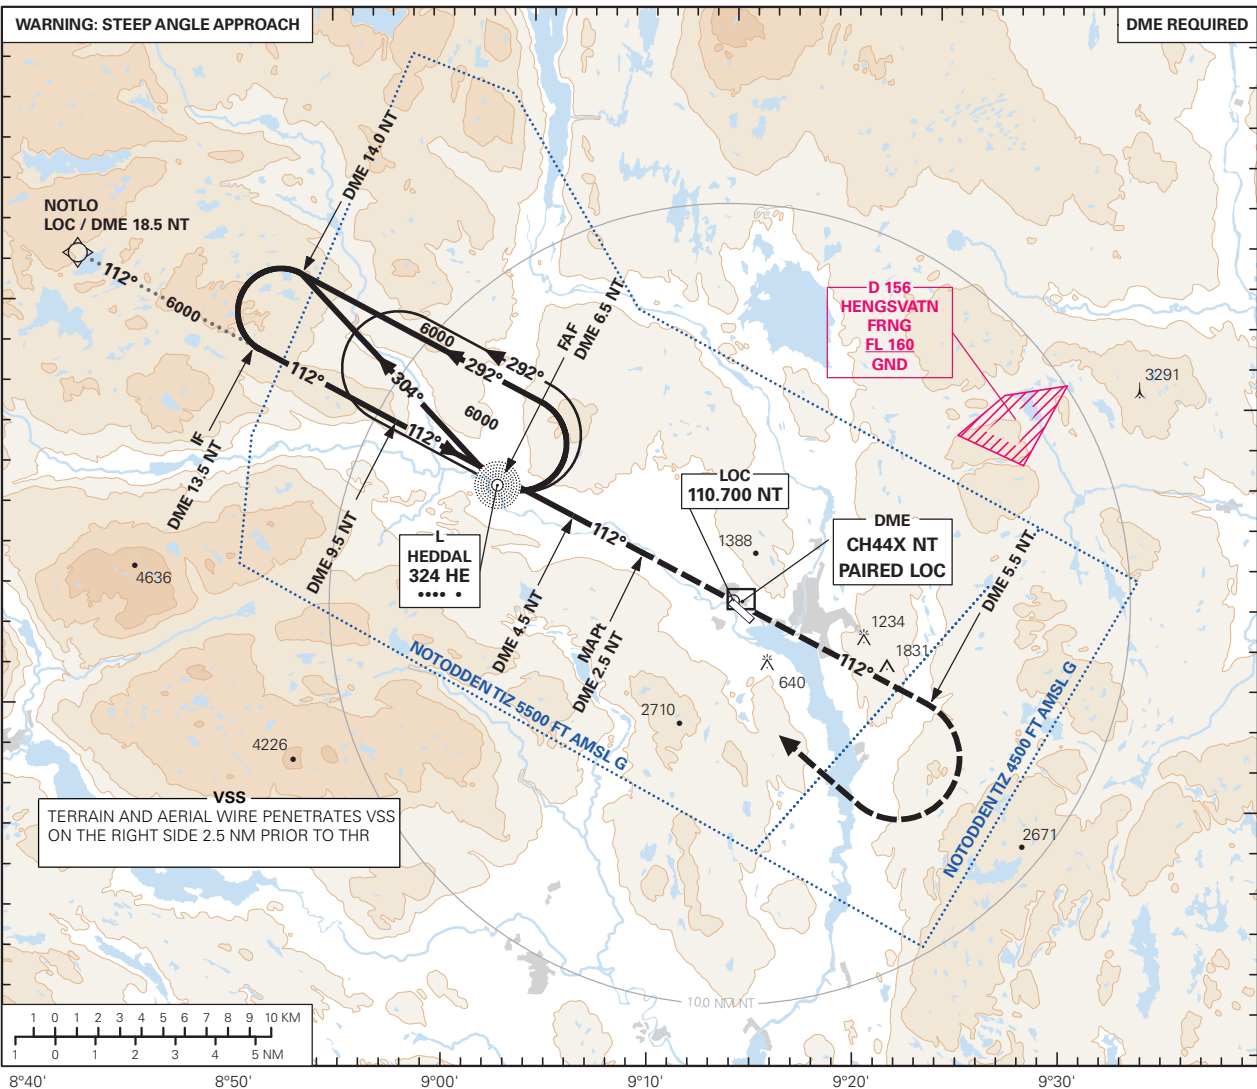 WARNING: STEEP ANGLE APPROACH
DME REQUIRED
DME 14.0 NT
NOTLO
LOC / DME 18.5 NT
112°
6000
6000
292°
292°
FAF
DME 6.5 NT
D 156
HENGSVATN
FRNG
FL 160
GND
3291
112°
304°
6000
112°
IF
DME 13.5 NT
DME 9.5 NT
L
HEDDAL
324 HE
•••• •
LOC
110.700 NT
DME
CH44X NT
PAIRED LOC
112°
1388
4636
DME 4.5 NT
MAPt
DME 2.5 NT
DME 5.5 NT
1234
1831
112°
640
NOTODDEN TIZ 5500 FT AMSL G
2710
4226
NOTODDEN TIZ 4500 FT AMSL G
2671
VSS
TERRAIN AND AERIAL WIRE PENETRATES VSS
ON THE RIGHT SIDE 2.5 NM PRIOR TO THR
10.0 NM NT
1 0 1 2 3 4 5 6 7 8 9 10 KM
1 0 1 2 3 4 5 NM
8°40' 8°50' 9°00' 9°10' 9°20' 9°30'